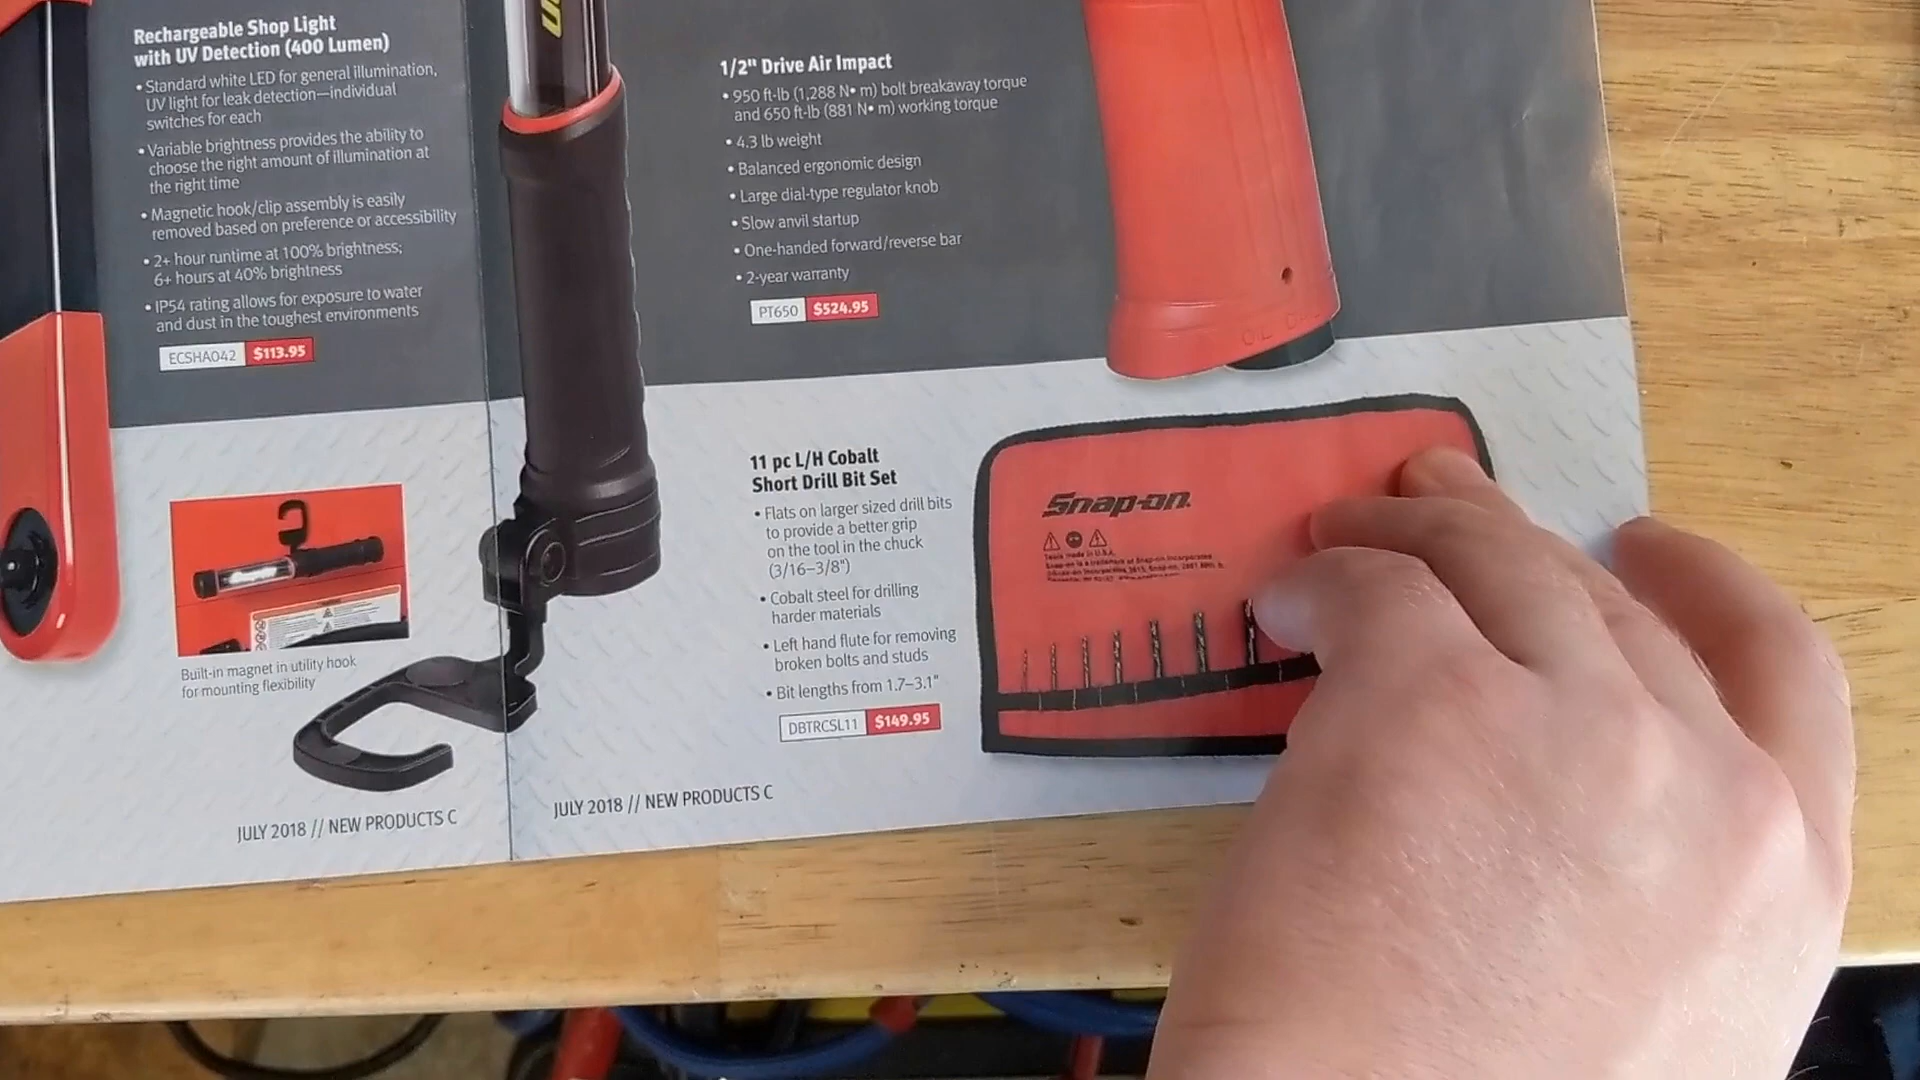 Rechargeable Shop Light
with UV Detection (400 Lumen)
• Standard white LED for general illumination,
UV light for leak detection—individual
switches for each
• Variable brightness provides the ability to
choose the right amount of illumination at
the right time
• Magnetic hook/clip assembly is easily
removed based on preference or accessibility
• 2+ hour runtime at 100% brightness;
6+ hours at 40% brightness
• IP54 rating allows for exposure to water
and dust in the toughest environments
ECSHA042 $113.95
Built-in magnet in utility hook
for mounting flexibility
JULY 2018 // NEW PRODUCTS C
1/2" Drive Air Impact
• 950 ft-lb (1,288 N• m) bolt breakaway torque
and 650 ft-lb (881 N• m) working torque
• 4.3 lb weight
• Balanced ergonomic design
• Large dial-type regulator knob
• Slow anvil startup
• One-handed forward/reverse bar
• 2-year warranty
PT650 $524.95
11 pc L/H Cobalt
Short Drill Bit Set
• Flats on larger sized drill bits
to provide a better grip
on the tool in the chuck
(3/16–3/8")
• Cobalt steel for drilling
harder materials
• Left hand flute for removing
broken bolts and studs
• Bit lengths from 1.7–3.1"
DBTRCSL11 $149.95
Snap-on
JULY 2018 // NEW PRODUCTS C